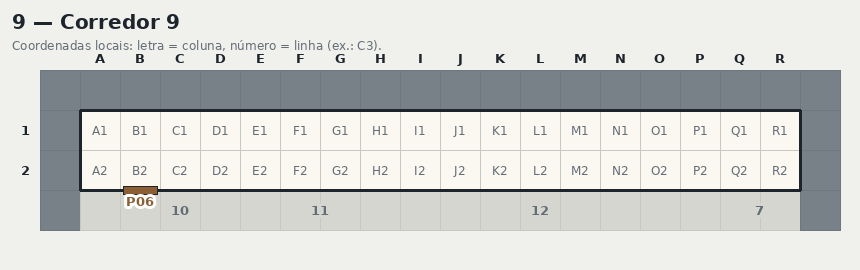 9 — Corredor 9
Coordenadas locais: letra = coluna, número = linha (ex.: C3).
A B C D E F G H I J K L M N O P Q R
1 A1 B1 C1 D1 E1 F1 G1 H1 I1 J1 K1 L1 M1 N1 O1 P1 Q1 R1
2 A2 B2 C2 D2 E2 F2 G2 H2 I2 J2 K2 L2 M2 N2 O2 P2 Q2 R2
P06
10 11 12 7